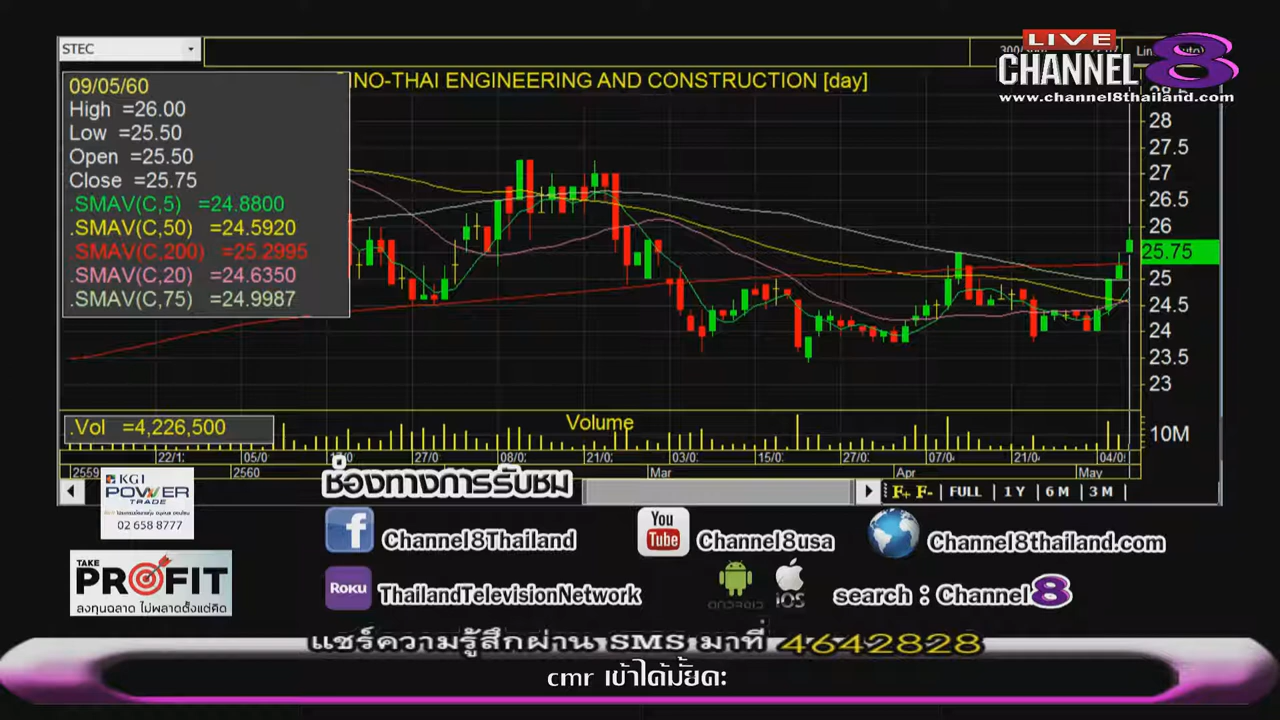 STEC
LIVE
CHANNEL 8
www.channel8thailand.com
09/05/60
High =26.00
Low =25.50
Open =25.50
Close =25.75
.SMAV(C,5) =24.8800
.SMAV(C,50) =24.5920
.SMAV(C,200) =25.2995
.SMAV(C,20) =24.6350
.SMAV(C,75) =24.9987
INO-THAI ENGINEERING AND CONSTRUCTION [day]
28
27.5
27
26.5
26
25.75
25
24.5
24
23.5
23
.Vol =4,226,500
Volume
10M
22/1: 05/0 27/0 08/0: 21/0: 03/0: 15/0: 27/0: 07/0: 21/0: 04/0
2559 2560 Mar Apr May
F+ F- FULL 1 Y 6 M 3 M
KGI
POWER
TRADE
02 658 8777
ช่องทางการรับชม
Channel8Thailand
You
Tube
Channel8usa
Channel8thailand.com
TAKE
PROFIT
ลงทุนฉลาด ไม่พลาดตั้งแต่คิด
ROKU
ThailandTelevisionNetwork
ANDROID
iOS
search : Channel 8
แชร์ความรู้สึกผ่าน SMS มาที่ 4642828
cmr เข้าได้มั้ยคะ